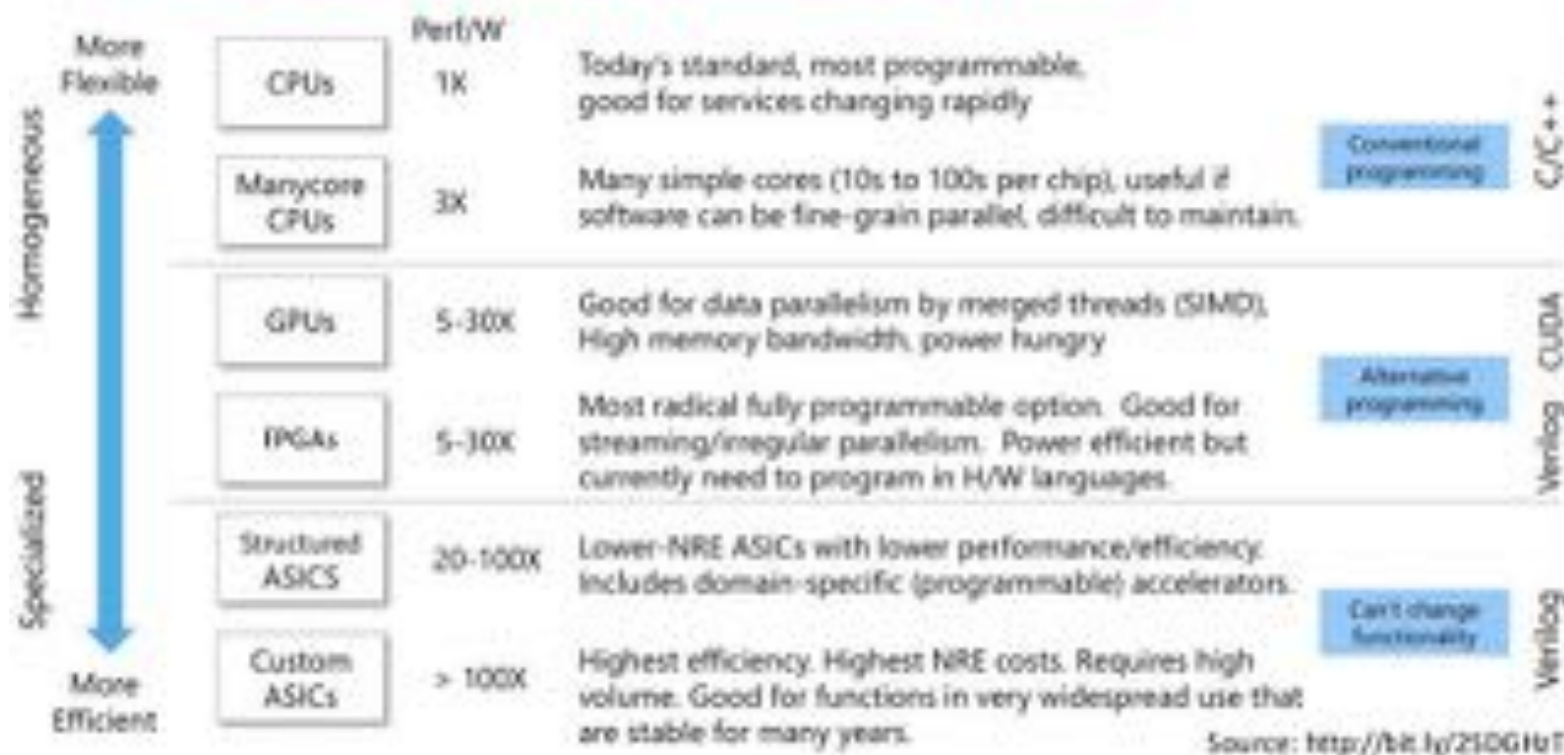 More
Flexible
Homogeneous
Specialized
More
Efficient
Perf/W
CPUs
1X
Today's standard, most programmable,
good for services changing rapidly
Manycore
CPUs
3X
Many simple cores (10s to 100s per chip), useful if
software can be fine-grain parallel, difficult to maintain.
Conventional
programming
C/C++
GPUs
5-30X
Good for data parallelism by merged threads (SIMD),
High memory bandwidth, power hungry
FPGAs
5-30X
Most radical fully programmable option. Good for
streaming/irregular parallelism. Power efficient but
currently need to program in H/W languages.
Alternative
programming
CUDA
Verilog
Structured
ASICS
20-100X
Lower-NRE ASICs with lower performance/efficiency.
Includes domain-specific (programmable) accelerators.
Custom
ASICs
> 100X
Highest efficiency. Highest NRE costs. Requires high
volume. Good for functions in very widespread use that
are stable for many years.
Can't change
functionality
Verilog
Source: